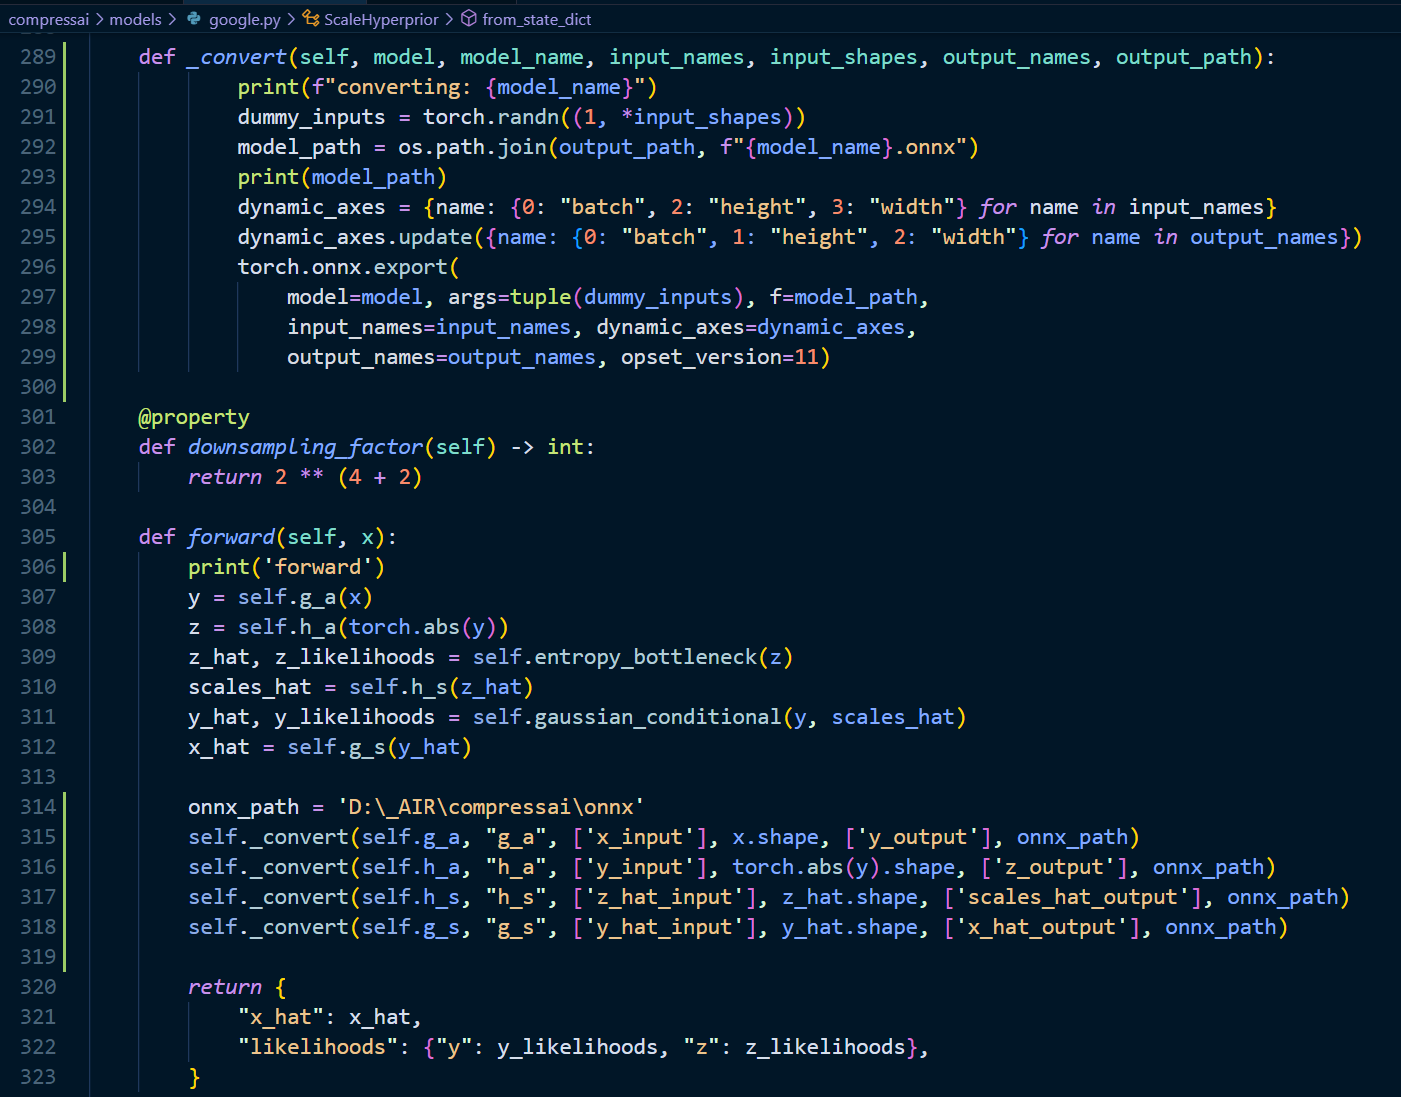 compressai > models > google.py > ScaleHyperprior > from_state_dict
289 def _convert(self, model, model_name, input_names, input_shapes, output_names, output_path):
290 print(f"converting: {model_name}")
291 dummy_inputs = torch.randn((1, *input_shapes))
292 model_path = os.path.join(output_path, f"{model_name}.onnx")
293 print(model_path)
294 dynamic_axes = {name: {0: "batch", 2: "height", 3: "width"} for name in input_names}
295 dynamic_axes.update({name: {0: "batch", 1: "height", 2: "width"} for name in output_names})
296 torch.onnx.export(
297 model=model, args=tuple(dummy_inputs), f=model_path,
298 input_names=input_names, dynamic_axes=dynamic_axes,
299 output_names=output_names, opset_version=11)
300
301 @property
302 def downsampling_factor(self) -> int:
303 return 2 ** (4 + 2)
304
305 def forward(self, x):
306 print('forward')
307 y = self.g_a(x)
308 z = self.h_a(torch.abs(y))
309 z_hat, z_likelihoods = self.entropy_bottleneck(z)
310 scales_hat = self.h_s(z_hat)
311 y_hat, y_likelihoods = self.gaussian_conditional(y, scales_hat)
312 x_hat = self.g_s(y_hat)
313
314 onnx_path = 'D:\_AIR\compressai\onnx'
315 self._convert(self.g_a, "g_a", ['x_input'], x.shape, ['y_output'], onnx_path)
316 self._convert(self.h_a, "h_a", ['y_input'], torch.abs(y).shape, ['z_output'], onnx_path)
317 self._convert(self.h_s, "h_s", ['z_hat_input'], z_hat.shape, ['scales_hat_output'], onnx_path)
318 self._convert(self.g_s, "g_s", ['y_hat_input'], y_hat.shape, ['x_hat_output'], onnx_path)
319
320 return {
321 "x_hat": x_hat,
322 "likelihoods": {"y": y_likelihoods, "z": z_likelihoods},
323 }